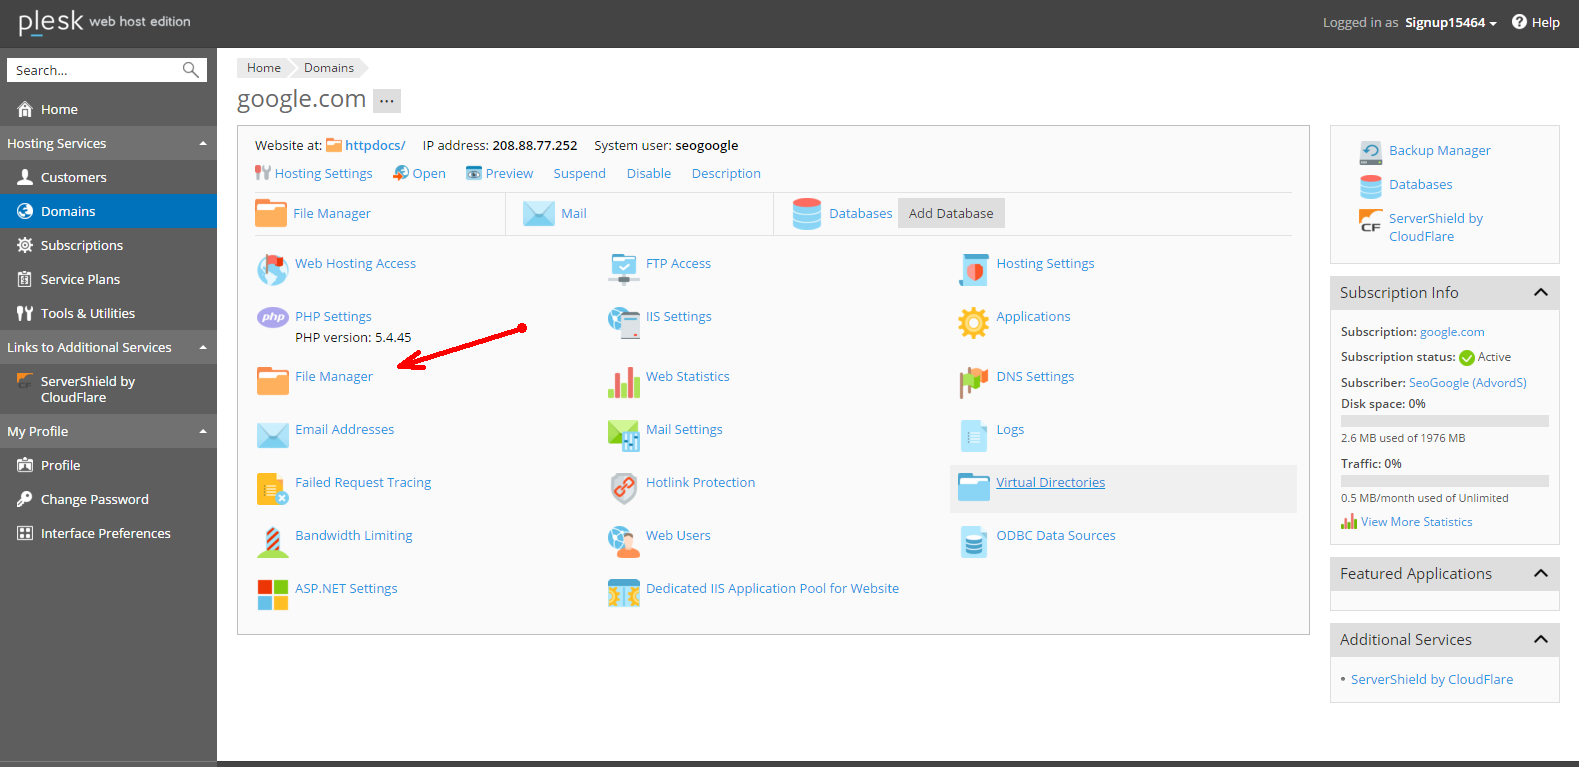 plesk web host edition
Logged in as Signup15464 Help
Search...
Home
Hosting Services
Customers
Domains
Subscriptions
Service Plans
Tools & Utilities
Links to Additional Services
ServerShield by
CloudFlare
My Profile
Profile
Change Password
Interface Preferences
Home Domains
google.com ...
Website at: httpdocs/ IP address: 208.88.77.252 System user: seogoogle
Hosting Settings Open Preview Suspend Disable Description
File Manager Mail Databases Add Database
Web Hosting Access FTP Access Hosting Settings
php PHP Settings IIS Settings Applications
PHP version: 5.4.45
File Manager Web Statistics DNS Settings
Email Addresses Mail Settings Logs
Failed Request Tracing Hotlink Protection Virtual Directories
Bandwidth Limiting Web Users ODBC Data Sources
ASP.NET Settings Dedicated IIS Application Pool for Website
Backup Manager
Databases
CF ServerShield by
CloudFlare
Subscription Info
Subscription: google.com
Subscription status: Active
Subscriber: SeoGoogle (AdvordS)
Disk space: 0%
2.6 MB used of 1976 MB
Traffic: 0%
0.5 MB/month used of Unlimited
View More Statistics
Featured Applications
Additional Services
• ServerShield by CloudFlare